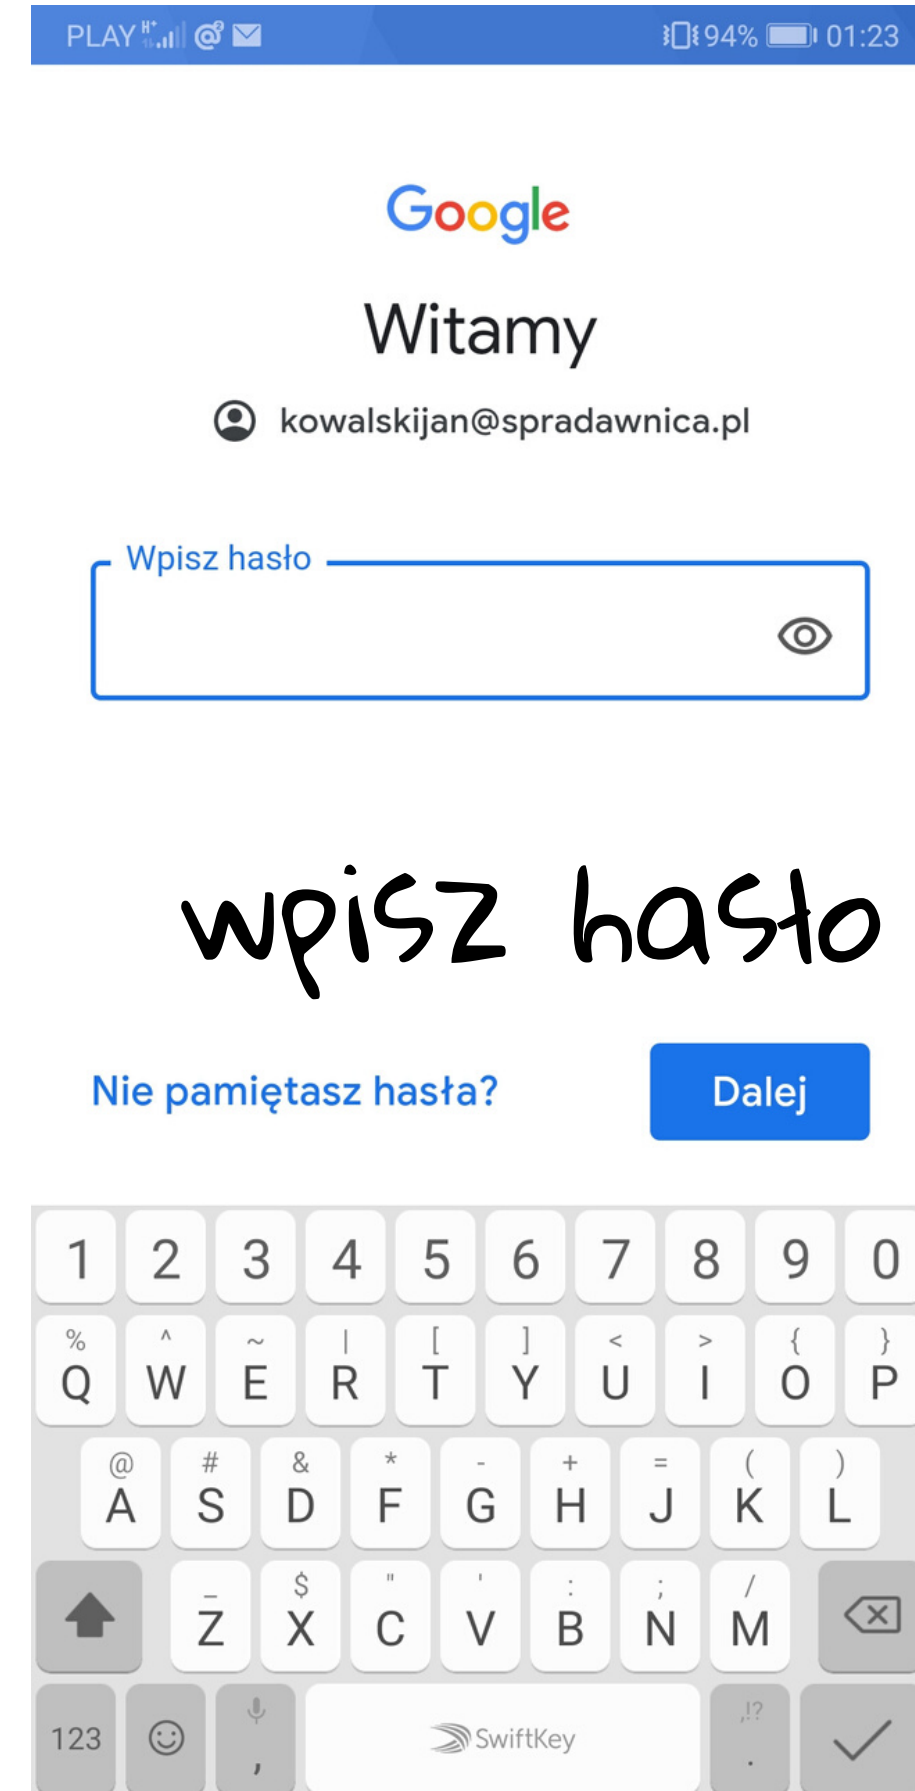 PLAY H+ 94% 01:23
Google
Witamy
kowalskijan@spradawnica.pl
Wpisz hasło
wpisz hasło
Nie pamiętasz hasła? Dalej
1 2 3 4 5 6 7 8 9 0
% ^ ~ | [ ] < > { }
Q W E R T Y U I O P
@ # & * - + = ( )
A S D F G H J K L
_ $ " ' : ; /
Z X C V B N M
,!?
123 , SwiftKey .